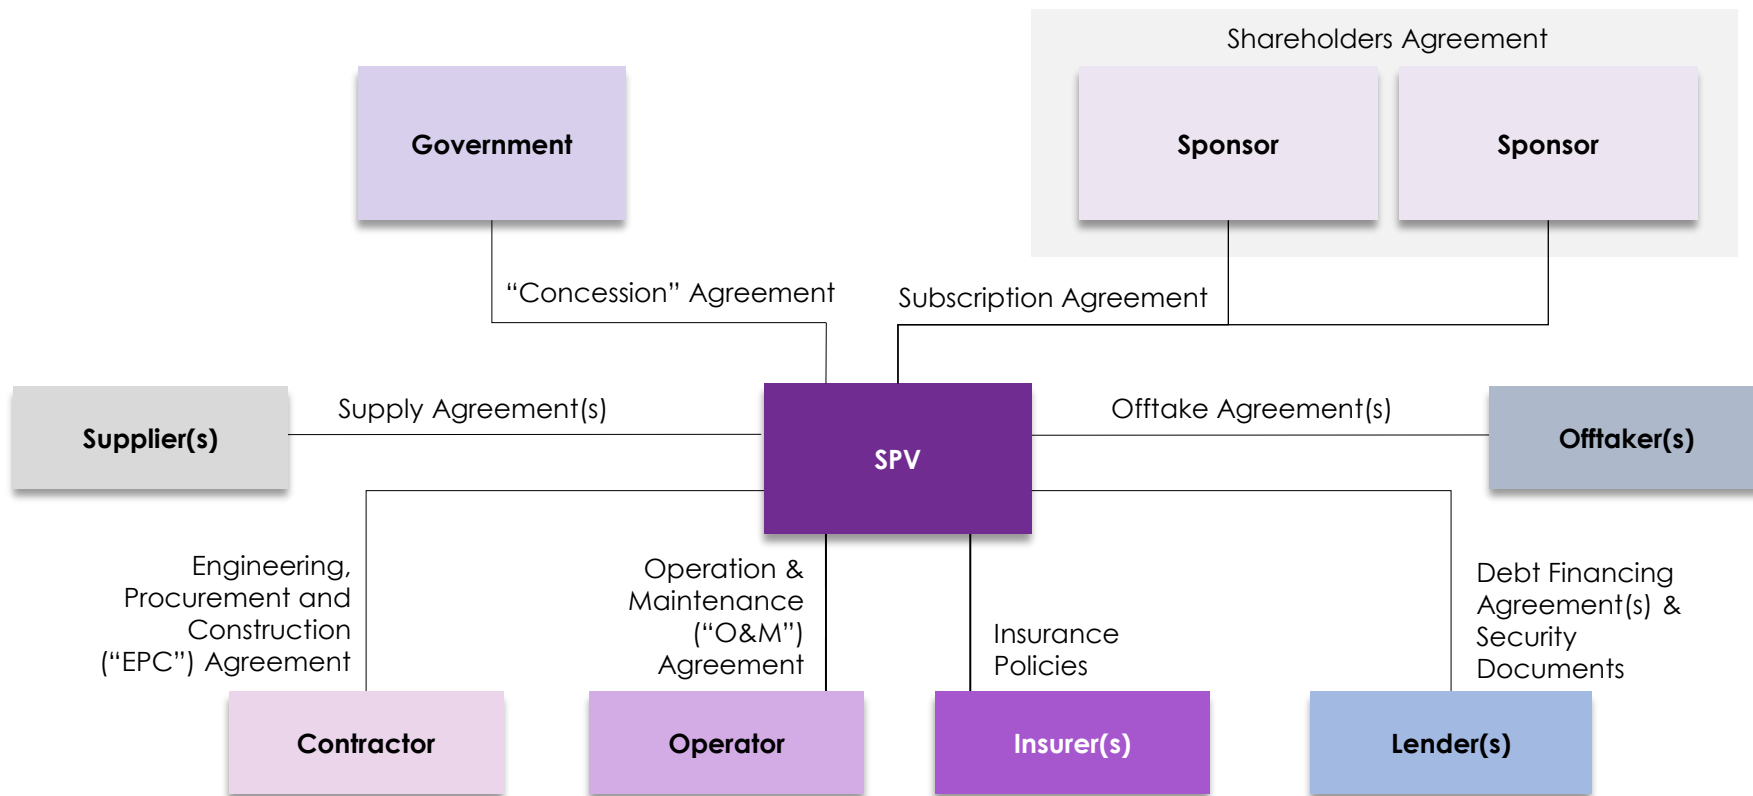 Shareholders Agreement
Government
Sponsor
Sponsor
“Concession” Agreement
Subscription Agreement
Supplier(s)
Supply Agreement(s)
SPV
Offtake Agreement(s)
Offtaker(s)
Engineering,
Procurement and
Construction
(“EPC”) Agreement
Operation &
Maintenance
(“O&M”)
Agreement
Insurance
Policies
Debt Financing
Agreement(s) &
Security
Documents
Contractor
Operator
Insurer(s)
Lender(s)